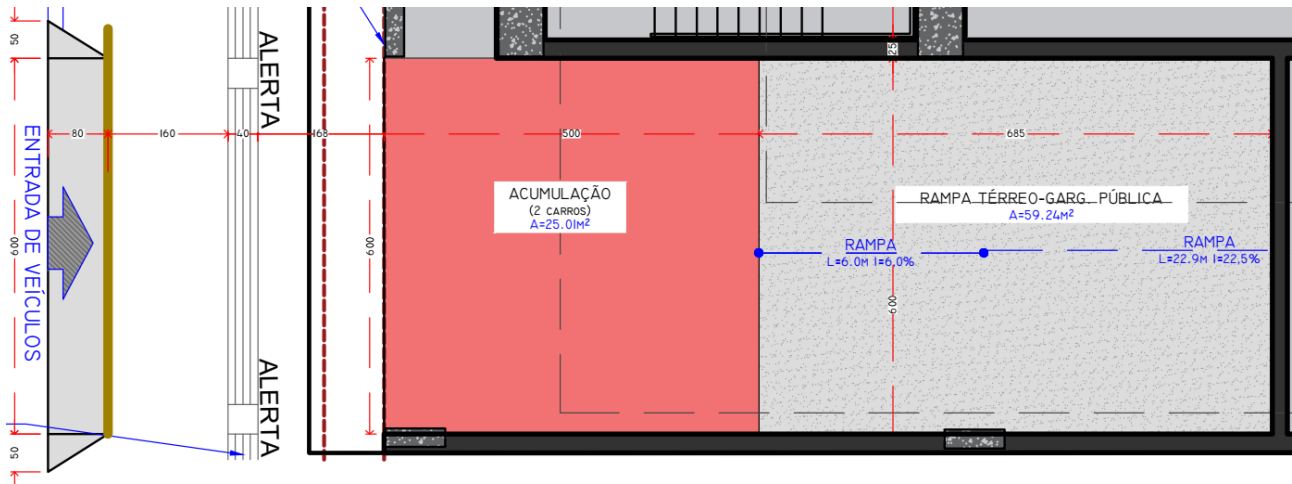 50
ALERTA
25
80
160
40
168
500
685
ENTRADA DE VEÍCULOS
600
600
ACUMULAÇÃO
(2 CARROS)
A=25.01M²
RAMPA TÉRREO-GARG. PÚBLICA
A=59.24M²
RAMPA
L=6.0M I=6,0%
RAMPA
L=22.9M I=22,5%
600
ALERTA
50